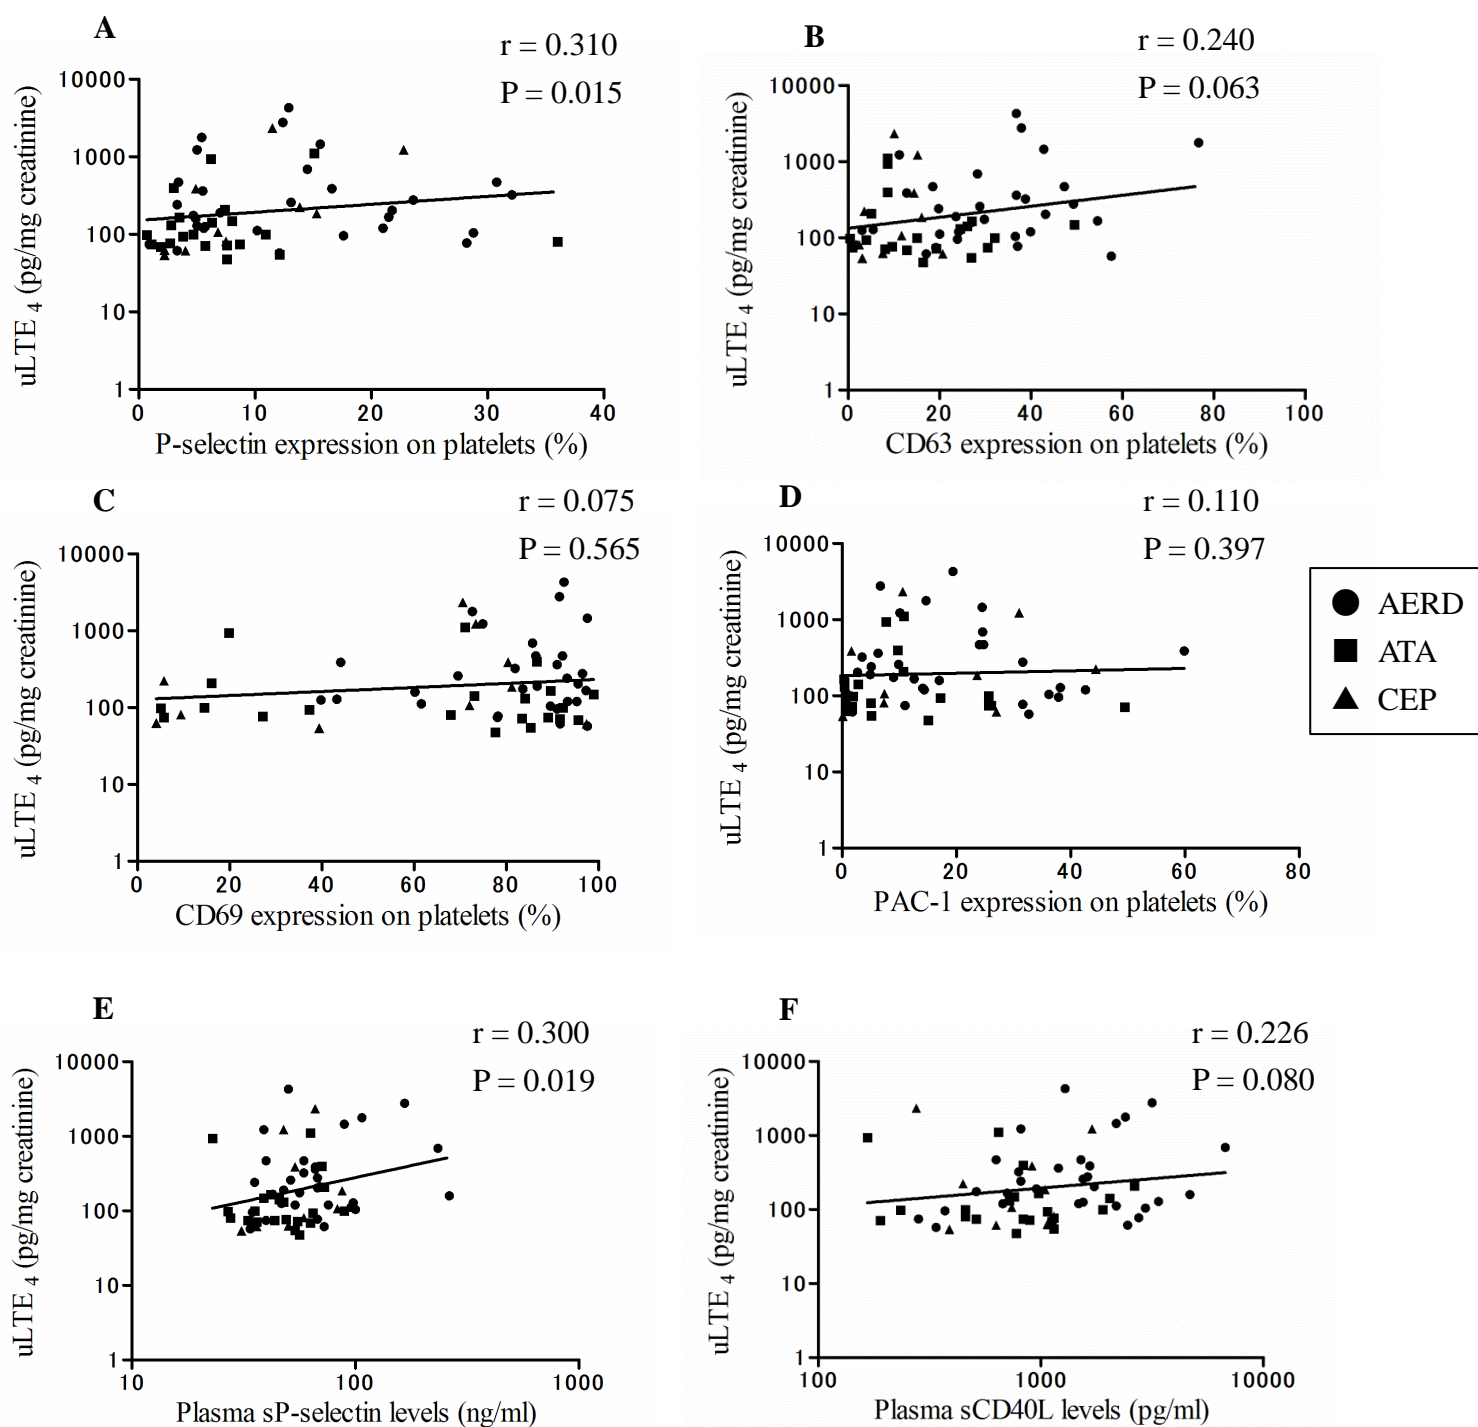 A
r = 0.310
P = 0.015
10000
1000
100
10
1
0 10 20 30 40
uLTE 4 (pg/mg creatinine)
P-selectin expression on platelets (%)
B
r = 0.240
P = 0.063
10000
1000
100
10
1
0 20 40 60 80 100
uLTE 4 (pg/mg creatinine)
CD63 expression on platelets (%)
C
r = 0.075
P = 0.565
10000
1000
100
10
1
0 20 40 60 80 100
uLTE 4 (pg/mg creatinine)
CD69 expression on platelets (%)
D
r = 0.110
P = 0.397
10000
1000
100
10
1
0 20 40 60 80
uLTE 4 (pg/mg creatinine)
PAC-1 expression on platelets (%)
AERD
ATA
CEP
E
r = 0.300
P = 0.019
10000
1000
100
10
1
10 100 1000
uLTE 4 (pg/mg creatinine)
Plasma sP-selectin levels (ng/ml)
F
r = 0.226
P = 0.080
10000
1000
100
10
1
100 1000 10000
uLTE 4 (pg/mg creatinine)
Plasma sCD40L levels (pg/ml)